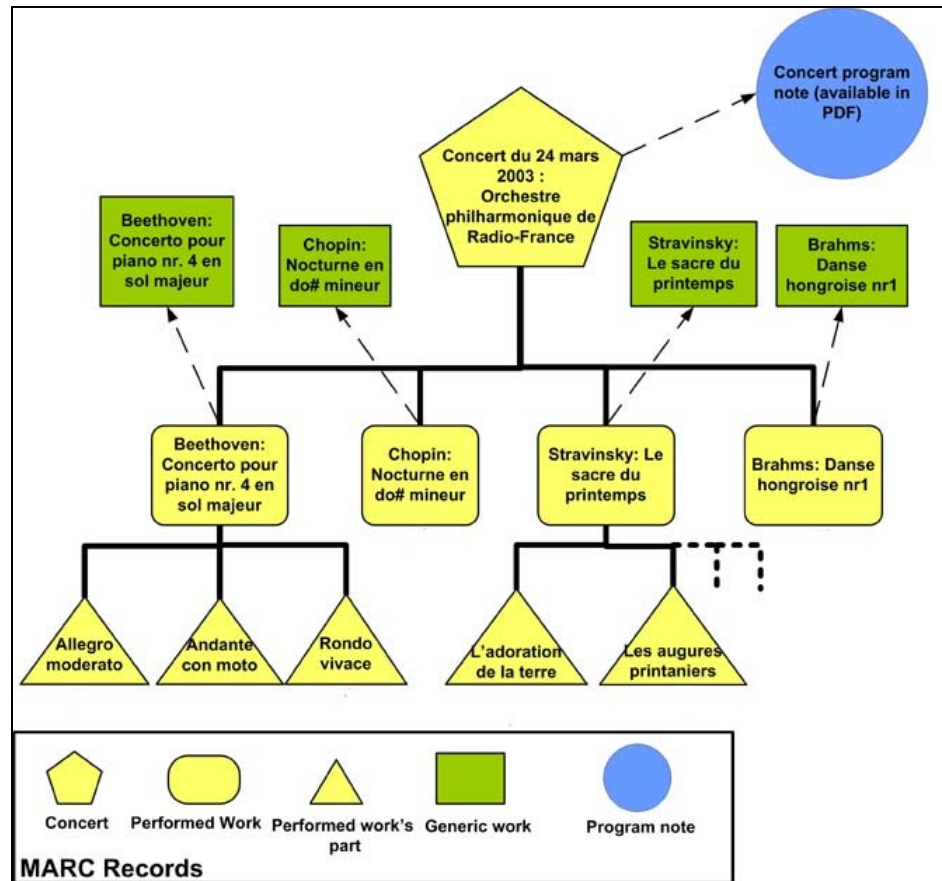 Concert program
note (available in
PDF)
Concert du 24 mars
2003 :
Orchestre
philharmonique de
Radio-France
Beethoven:
Concerto pour
piano nr. 4 en
sol majeur
Chopin:
Nocturne en
do# mineur
Stravinsky:
Le sacre du
printemps
Brahms:
Danse
hongroise nr1
Beethoven:
Concerto pour
piano nr. 4 en
sol majeur
Chopin:
Nocturne en
do# mineur
Stravinsky: Le
sacre du
printemps
Brahms: Danse
hongroise nr1
Allegro
moderato
Andante
con moto
Rondo
vivace
L'adoration
de la terre
Les augures
printaniers
Concert
Performed Work
Performed work's
part
Generic work
Program note
MARC Records